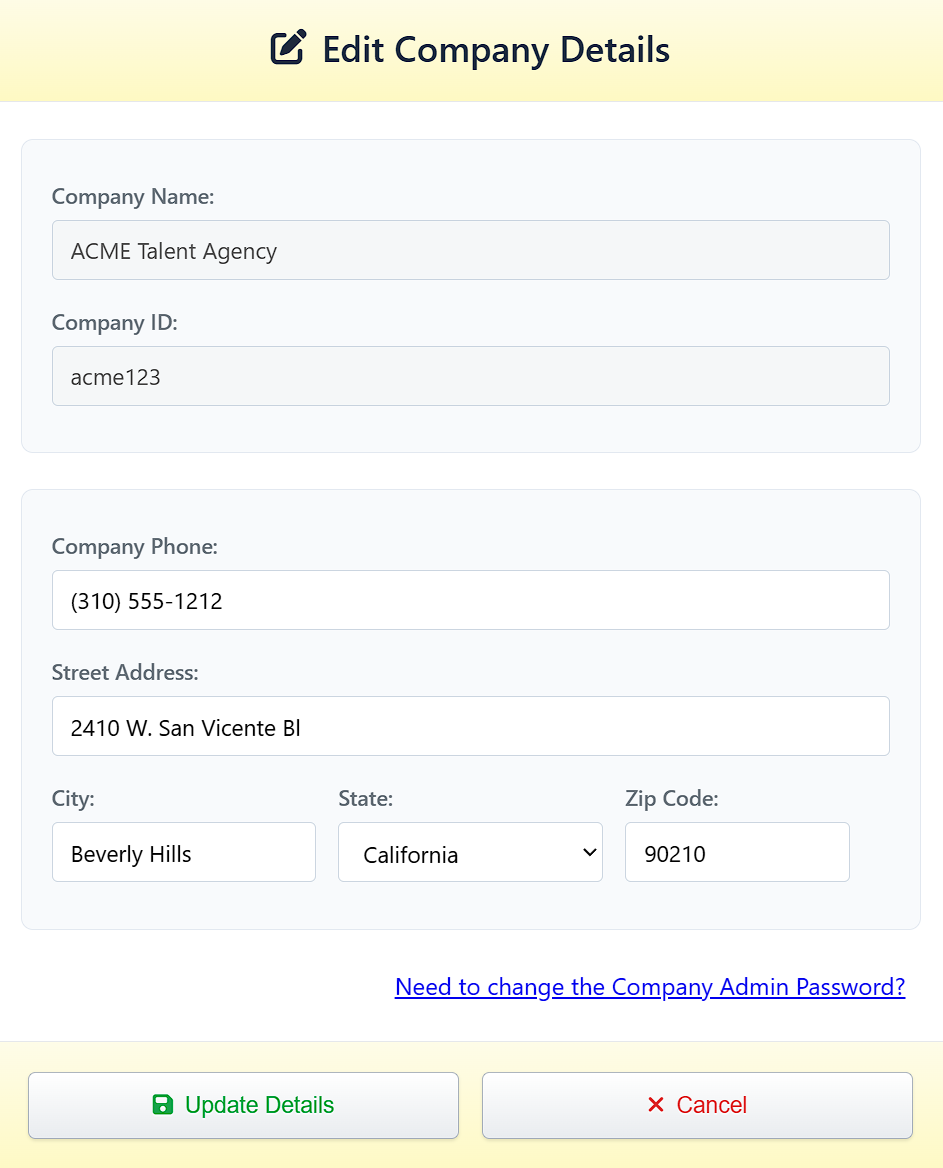 Edit Company Details
Company Name:
ACME Talent Agency
Company ID:
acme123
Company Phone:
(310) 555-1212
Street Address:
2410 W. San Vicente Bl
City: State: Zip Code:
Beverly Hills California 90210
Need to change the Company Admin Password?
Update Details Cancel